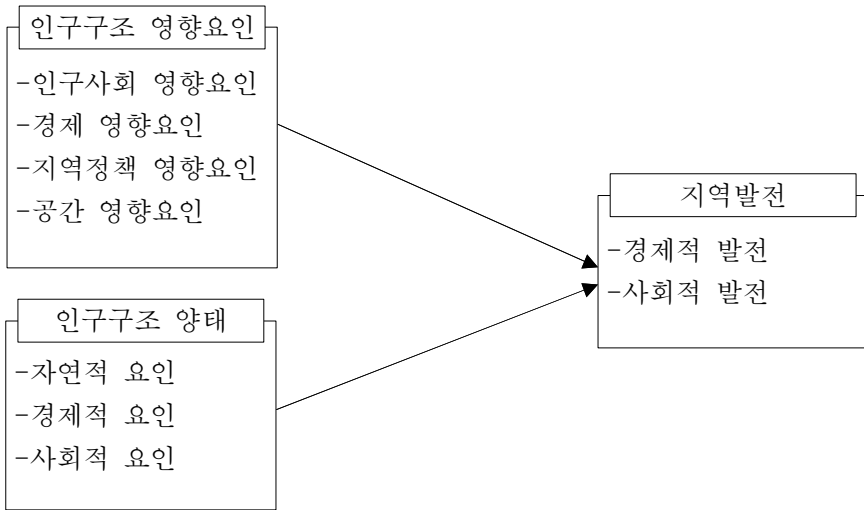 인구구조 영향요인
-인구사회 영향요인
-경제 영향요인
-지역정책 영향요인
-공간 영향요인
인구구조 양태
-자연적 요인
-경제적 요인
-사회적 요인
지역발전
-경제적 발전
-사회적 발전